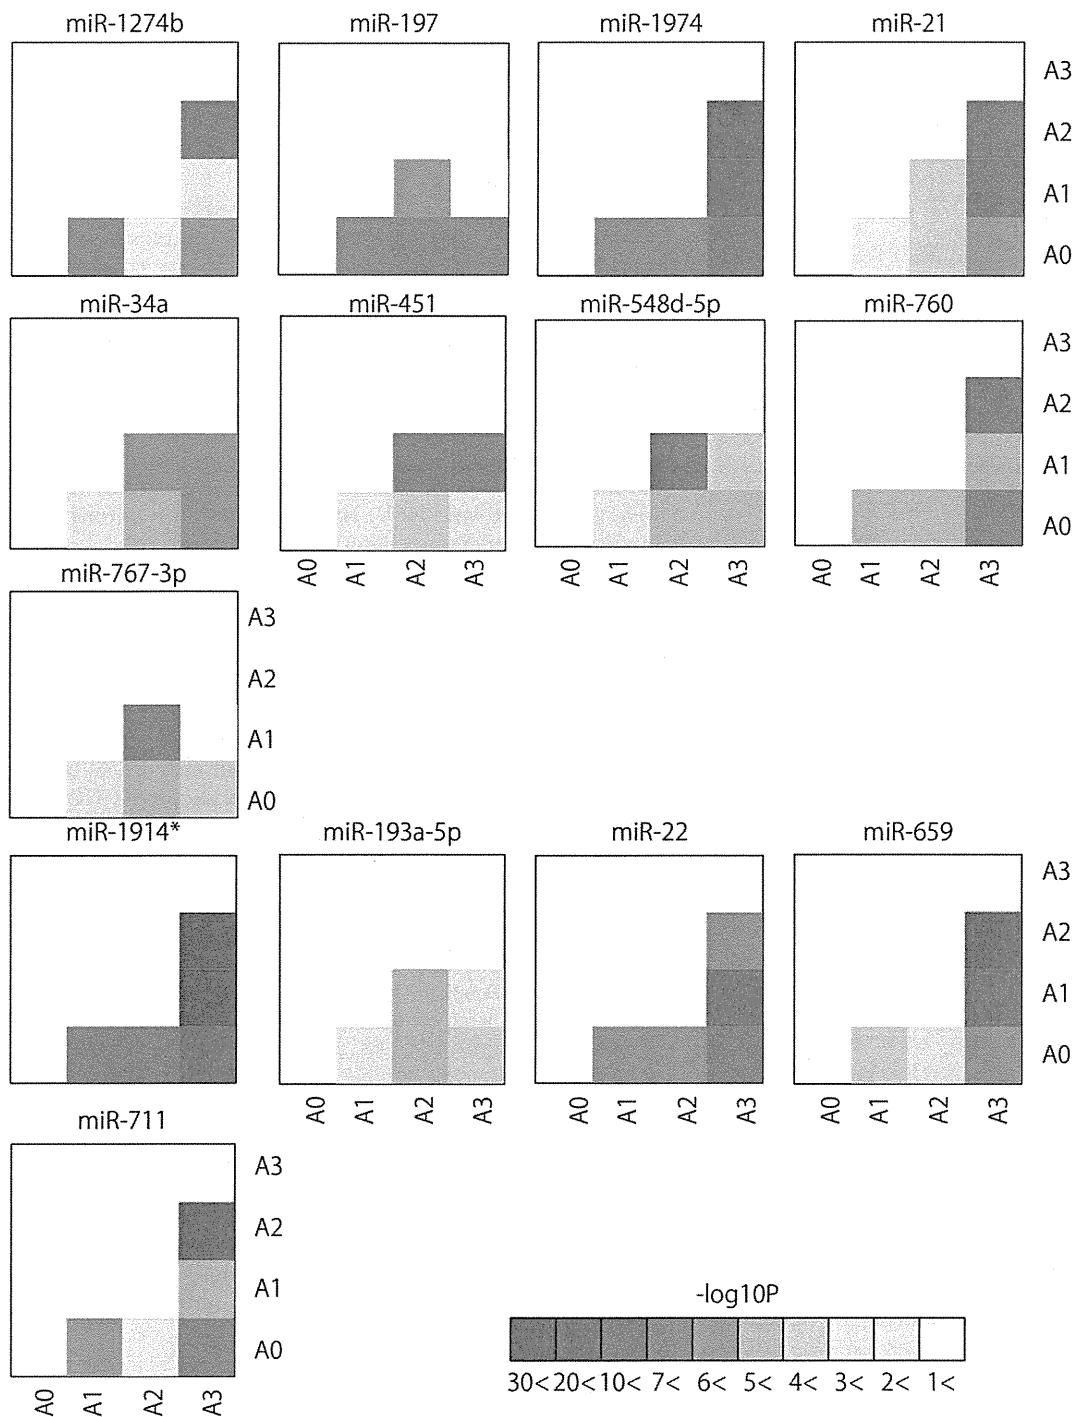 miR-1274b miR-197 miR-1974 miR-21
A3
A2
A1
A0
miR-34a miR-451 miR-548d-5p miR-760
A3
A2
A1
A0
A0 A1 A2 A3 A0 A1 A2 A3 A0 A1 A2 A3
miR-767-3p
A3
A2
A1
A0
miR-1914* miR-193a-5p miR-22 miR-659
A3
A2
A1
A0
A0 A1 A2 A3 A0 A1 A2 A3 A0 A1 A2 A3
miR-711
A3
A2
A1
A0
A0 A1 A2 A3
-log10P
30< 20< 10< 7< 6< 5< 4< 3< 2< 1<